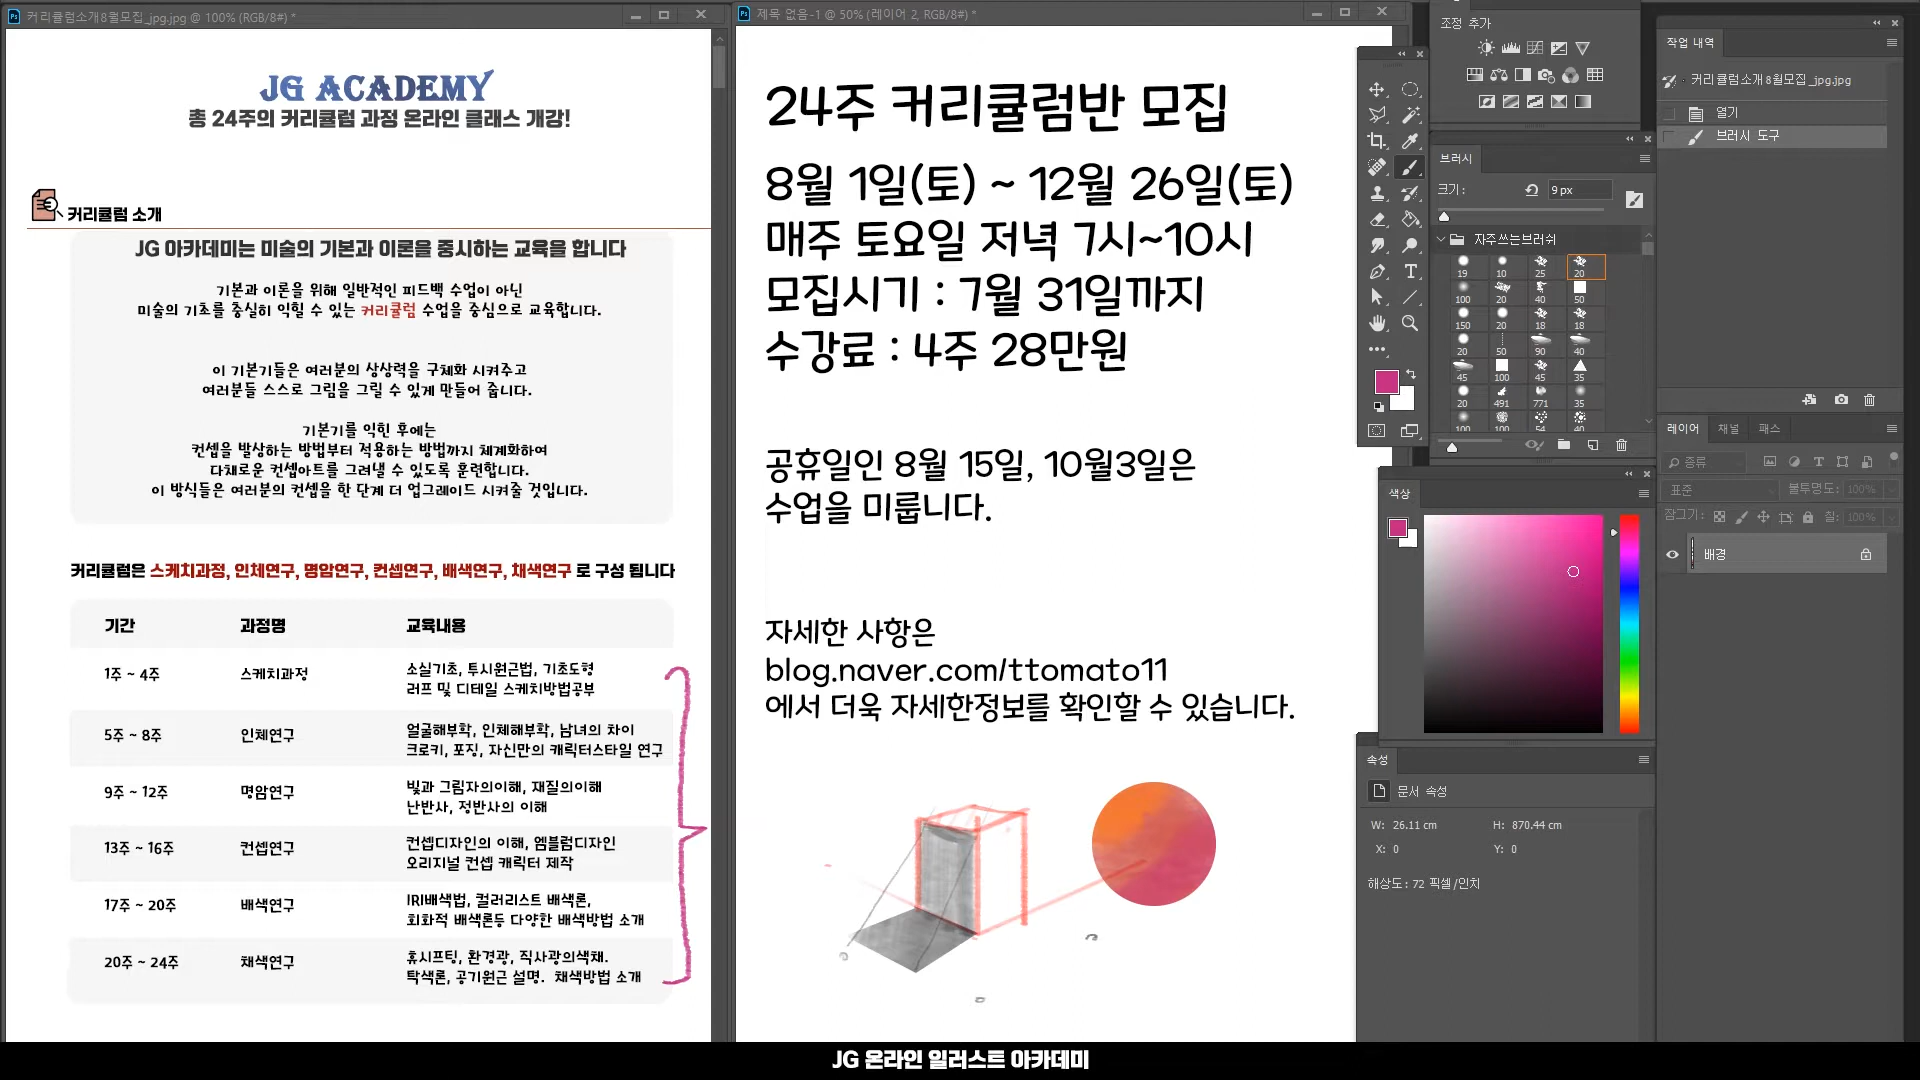 커리큘럼소개8월모집_jpg.jpg @ 100% (RGB/8#) *
JG ACADEMY
총 24주의 커리큘럼 과정 온라인 클래스 개강!
커리큘럼 소개
JG 아카데미는 미술의 기본과 이론을 중시하는 교육을 합니다
기본과 이론을 위해 일반적인 피드백 수업이 아닌
미술의 기초를 충실히 익힐 수 있는 커리큘럼 수업을 중심으로 교육합니다.
이 기본기들은 여러분의 상상력을 구체화 시켜주고
여러분들 스스로 그림을 그릴 수 있게 만들어 줍니다.
기본기를 익힌 후에는
컨셉을 발상하는 방법부터 적용하는 방법까지 체계화하여
다채로운 컨셉아트를 그려낼 수 있도록 훈련합니다.
이 방식들은 여러분의 컨셉을 한 단계 더 업그레이드 시켜줄 것입니다.
커리큘럼은 스케치과정, 인체연구, 명암연구, 컨셉연구, 배색연구, 채색연구 로 구성 됩니다
기간 과정명 교육내용
1주 ~ 4주 스케치과정 소실기초, 투시원근법, 기초도형
러프 및 디테일 스케치방법공부
5주 ~ 8주 인체연구 얼굴해부학, 인체해부학, 남녀의 차이
크로키, 포징, 자신만의 캐릭터스타일 연구
9주 ~ 12주 명암연구 빛과 그림자의이해, 재질의이해
난반사, 정반사의 이해
13주 ~ 16주 컨셉연구 컨셉디자인의 이해, 엠블럼디자인
오리지널 컨셉 캐릭터 제작
17주 ~ 20주 배색연구 IRI배색법, 컬러리스트 배색론,
회화적 배색론등 다양한 배색방법 소개
20주 ~ 24주 채색연구 휴시프팅, 환경광, 직사광의색채.
탁색론, 공기원근 설명. 채색방법 소개
제목 없음-1 @ 50% (레이어 2, RGB/8#) *
24주 커리큘럼반 모집
8월 1일(토) ~ 12월 26일(토)
매주 토요일 저녁 7시~10시
모집시기 : 7월 31일까지
수강료 : 4주 28만원
공휴일인 8월 15일, 10월3일은
수업을 미룹니다.
자세한 사항은
blog.naver.com/ttomato11
에서 더욱 자세한정보를 확인할 수 있습니다.
조정 추가
브러시
크기: 9 px
자주쓰는브러쉬
19 10 25 20
100 20 40 50
150 20 18 18
20 50 90 40
45 100 45 35
20 491 771 35
100 100 54 40
색상
속성
문서 속성
W: 26.11 cm H: 870.44 cm
X: 0 Y: 0
해상도: 72 픽셀/인치
작업 내역
커리큘럼소개8월모집_jpg.jpg
열기
브러시 도구
레이어 채널 패스
종류
표준 불투명도: 100%
잠그기: 칠: 100%
배경
JG 온라인 일러스트 아카데미